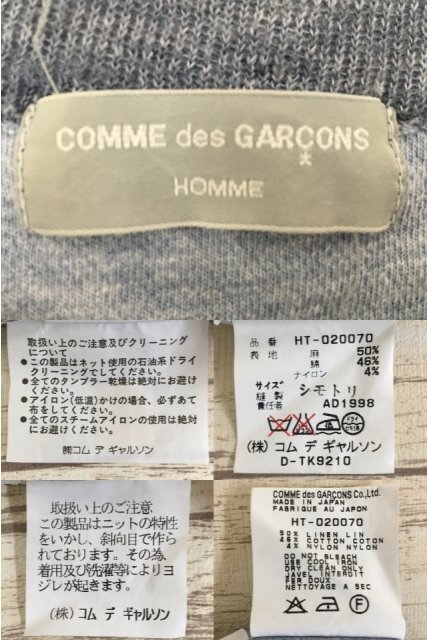 COMME des GARÇONS
HOMME
取扱い上のご注意及びクリーニング
について
●この製品はネット使用の石油系ドライ
クリーニングでしてください。
●全てのタンブラー乾燥は絶対にお避け
ください。
●アイロン(低温)かけの場合、必ずあて
布をしてください。
●全てのスチームアイロンの使用は絶対
にお避けください。
㈱コム デ ギャルソン
品番 HT-020070
表地 麻 50%
綿 46%
ナイロン 4%
サイズ
縫製 シモトリ
責任者 AD1998
(株) コム デ ギャルソン
D-TK9210
取扱い上のご注意
この製品はニットの特性
をいかし、斜向目で作ら
れております。その為、
着用及び洗濯等によりヨ
ジレが起きます。
(株) コム デ ギャルソン
COMME des GARÇONS Co.,Ltd.
MADE IN JAPAN
FABRIQUE AU JAPON
HT-020070
50% LINEN LIN
46% COTTON COTON
4% NYLON NYLON
DO NOT BLEACH
USE COOL IRON
DRY CLEAN ONLY
JAVEL INTERDIT
FER DOUX
NETTOYAGE A SEC